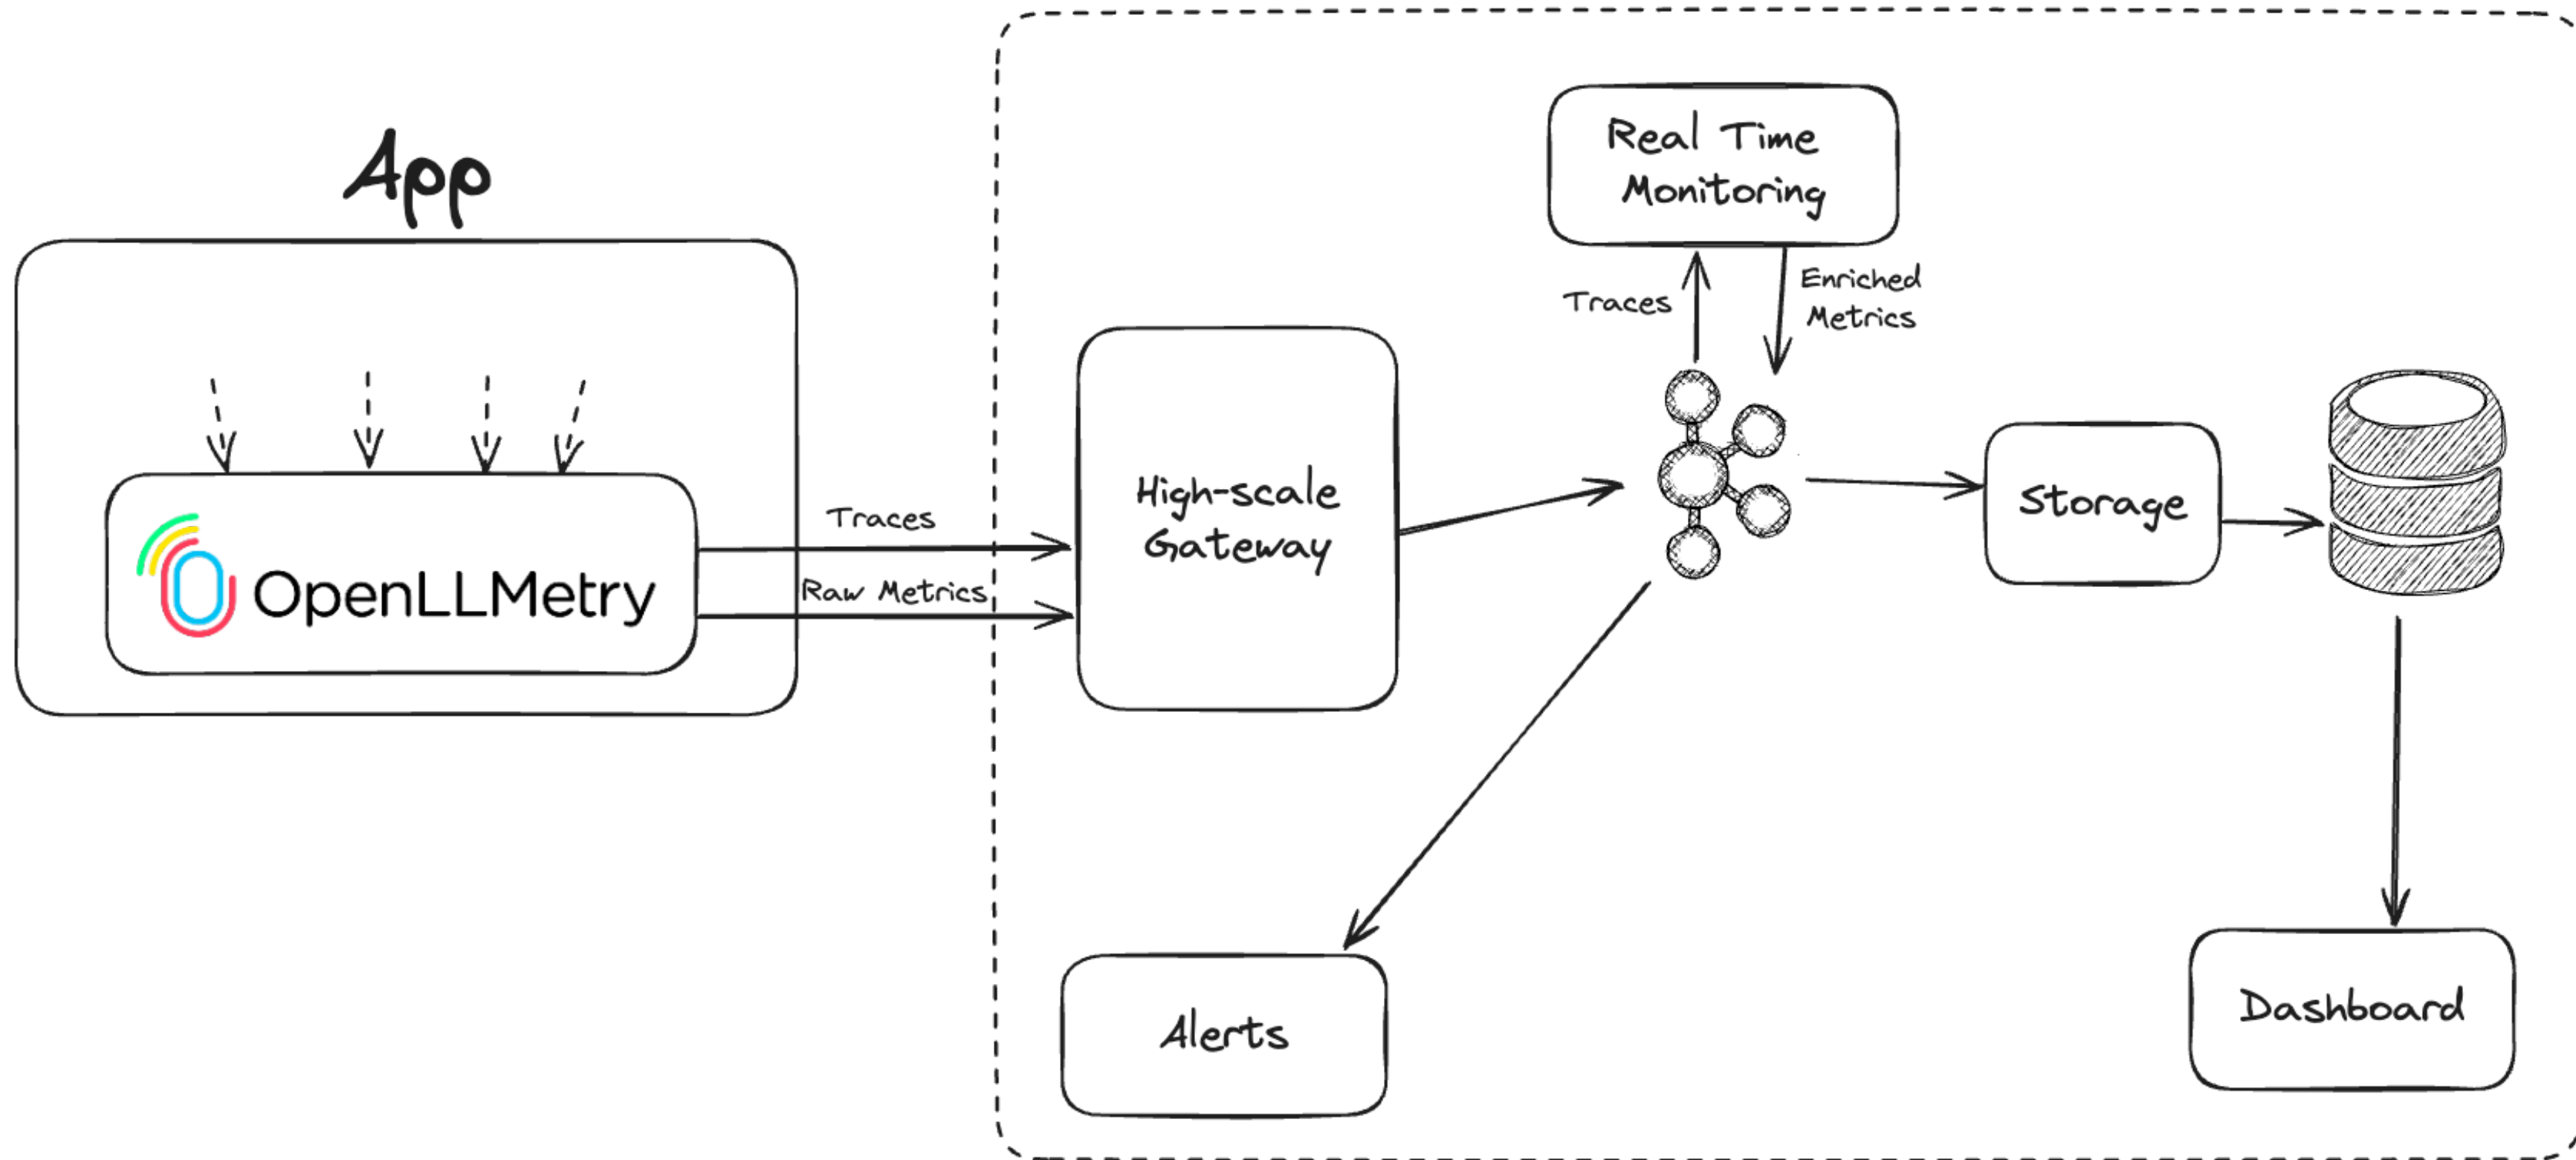 App
OpenLLMetry
Traces
Raw Metrics
High-scale
Gateway
Real Time
Monitoring
Traces
Enriched
Metrics
Storage
Alerts
Dashboard